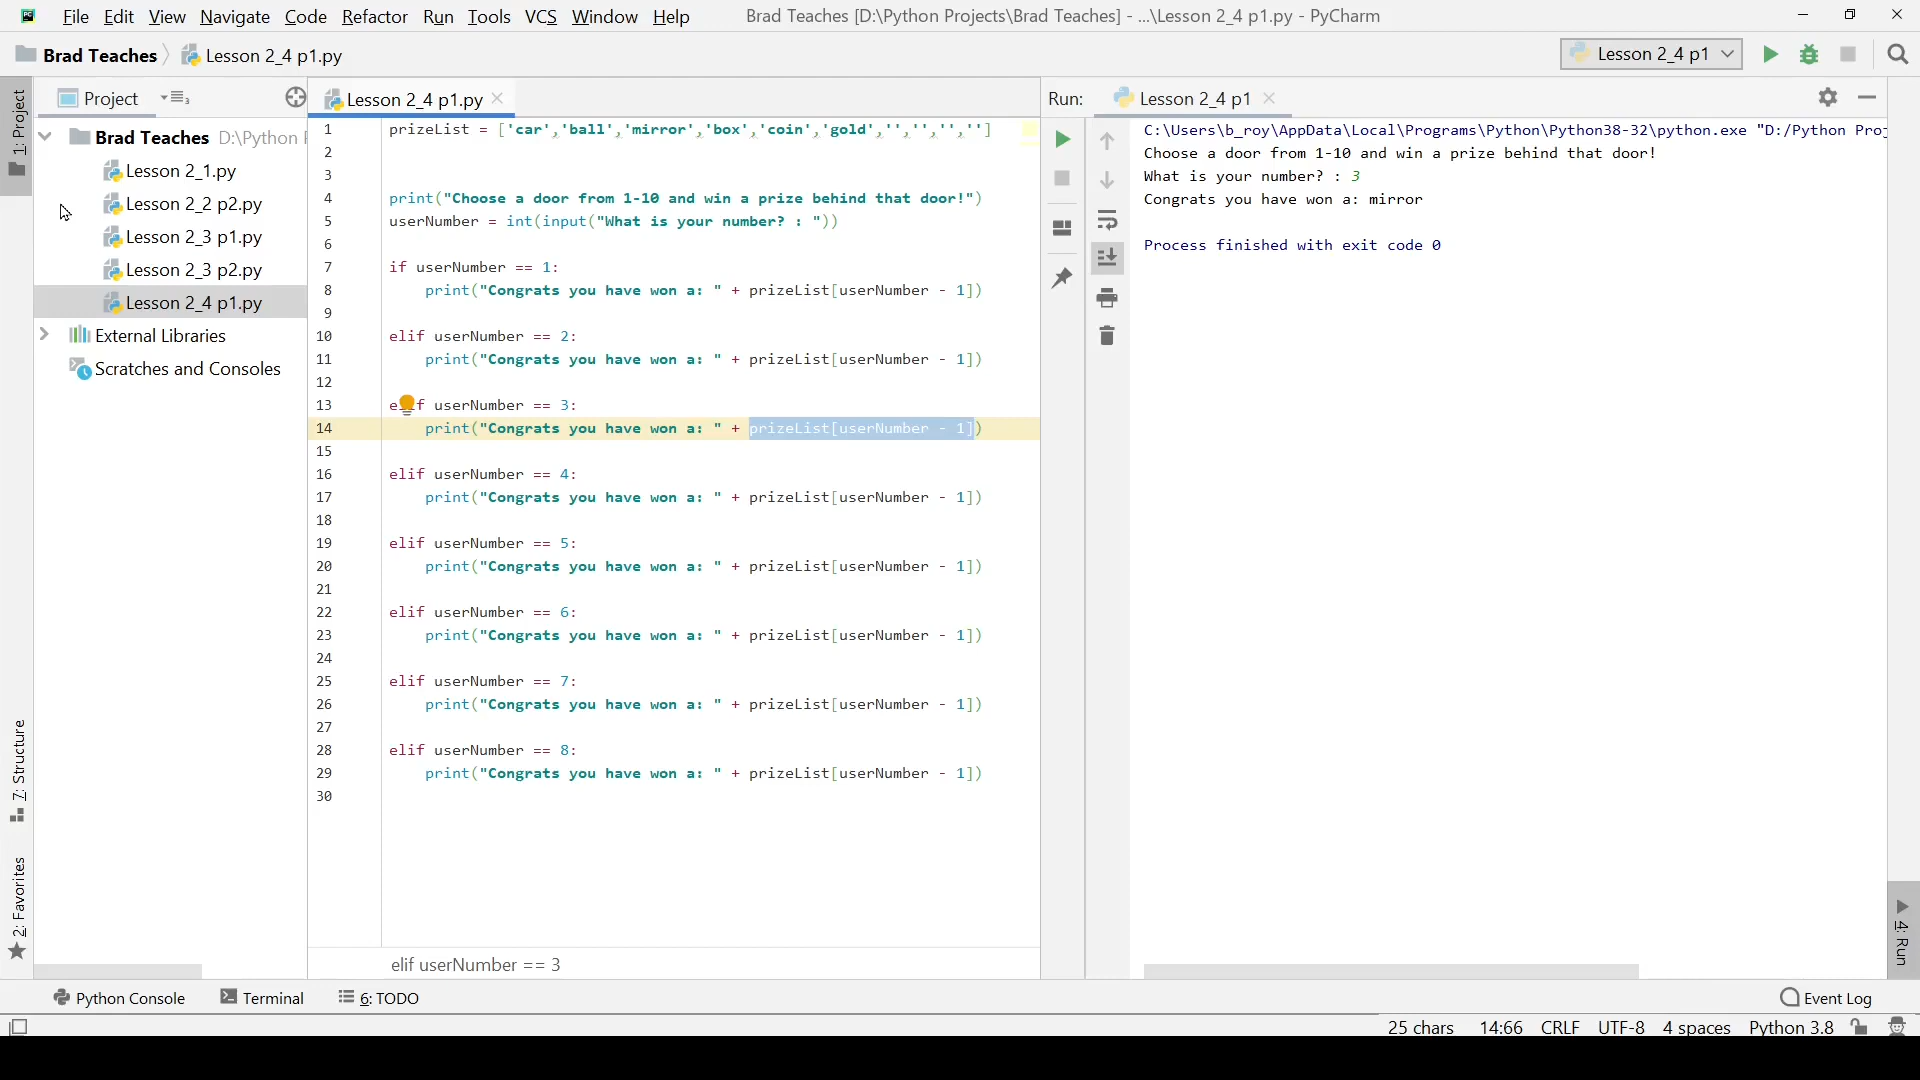 File Edit View Navigate Code Refactor Run Tools VCS Window Help Brad Teaches [D:\Python Projects\Brad Teaches] - ...\Lesson 2_4 p1.py - PyCharm
Brad Teaches Lesson 2_4 p1.py Lesson 2_4 p1
1: Project
Project
Brad Teaches D:\Python
Lesson 2_1.py
Lesson 2_2 p2.py
Lesson 2_3 p1.py
Lesson 2_3 p2.py
Lesson 2_4 p1.py
External Libraries
Scratches and Consoles
7: Structure
2: Favorites
Lesson 2_4 p1.py
1 prizeList = ['car','ball','mirror','box','coin','gold','','','','']
2
3
4 print("Choose a door from 1-10 and win a prize behind that door!")
5 userNumber = int(input("What is your number? : "))
6
7 if userNumber == 1:
8 print("Congrats you have won a: " + prizeList[userNumber - 1])
9
10 elif userNumber == 2:
11 print("Congrats you have won a: " + prizeList[userNumber - 1])
12
13 elif userNumber == 3:
14 print("Congrats you have won a: " + prizeList[userNumber - 1])
15
16 elif userNumber == 4:
17 print("Congrats you have won a: " + prizeList[userNumber - 1])
18
19 elif userNumber == 5:
20 print("Congrats you have won a: " + prizeList[userNumber - 1])
21
22 elif userNumber == 6:
23 print("Congrats you have won a: " + prizeList[userNumber - 1])
24
25 elif userNumber == 7:
26 print("Congrats you have won a: " + prizeList[userNumber - 1])
27
28 elif userNumber == 8:
29 print("Congrats you have won a: " + prizeList[userNumber - 1])
30
elif userNumber == 3
Run: Lesson 2_4 p1
C:\Users\b_roy\AppData\Local\Programs\Python\Python38-32\python.exe "D:/Python Pro
Choose a door from 1-10 and win a prize behind that door!
What is your number? : 3
Congrats you have won a: mirror
Process finished with exit code 0
4: Run
Python Console Terminal 6: TODO Event Log
25 chars 14:66 CRLF UTF-8 4 spaces Python 3.8